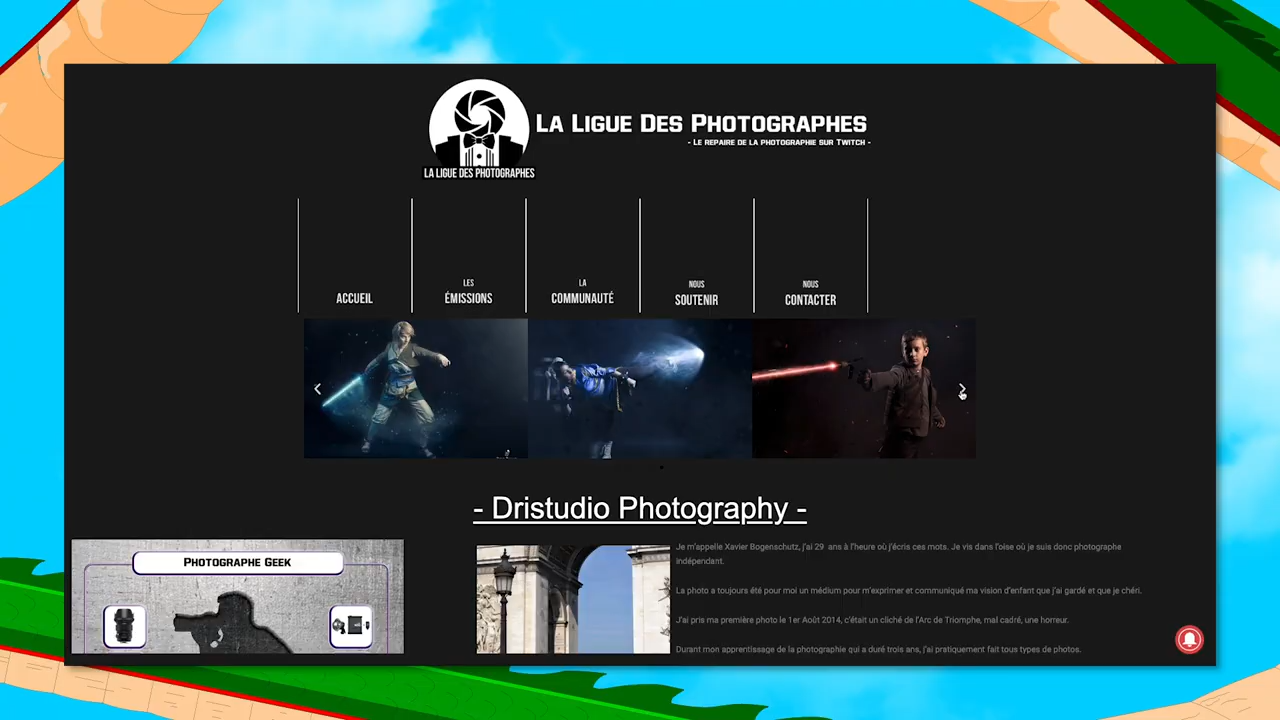 LA LIGUE DES PHOTOGRAPHES
- LE REPAIRE DE LA PHOTOGRAPHIE SUR TWITCH -
LA LIGUE DES PHOTOGRAPHES
ACCUEIL
LES
ÉMISSIONS
LA
COMMUNAUTÉ
NOUS
SOUTENIR
NOUS
CONTACTER
- Dristudio Photography -
PHOTOGRAPHE GEEK
Je m'appelle Xavier Bogenschutz, j'ai 29 ans à l'heure où j'écris ces mots. Je vis dans l'oise où je suis donc photographe
indépendant.
La photo a toujours été pour moi un médium pour m'exprimer et communiqué ma vision d'enfant que j'ai gardé et que je chéri.
J'ai pris ma première photo le 1er Août 2014, c'était un cliché de l'Arc de Triomphe, mal cadré, une horreur.
Durant mon apprentissage de la photographie qui a duré trois ans, j'ai pratiquement fait tous types de photos.